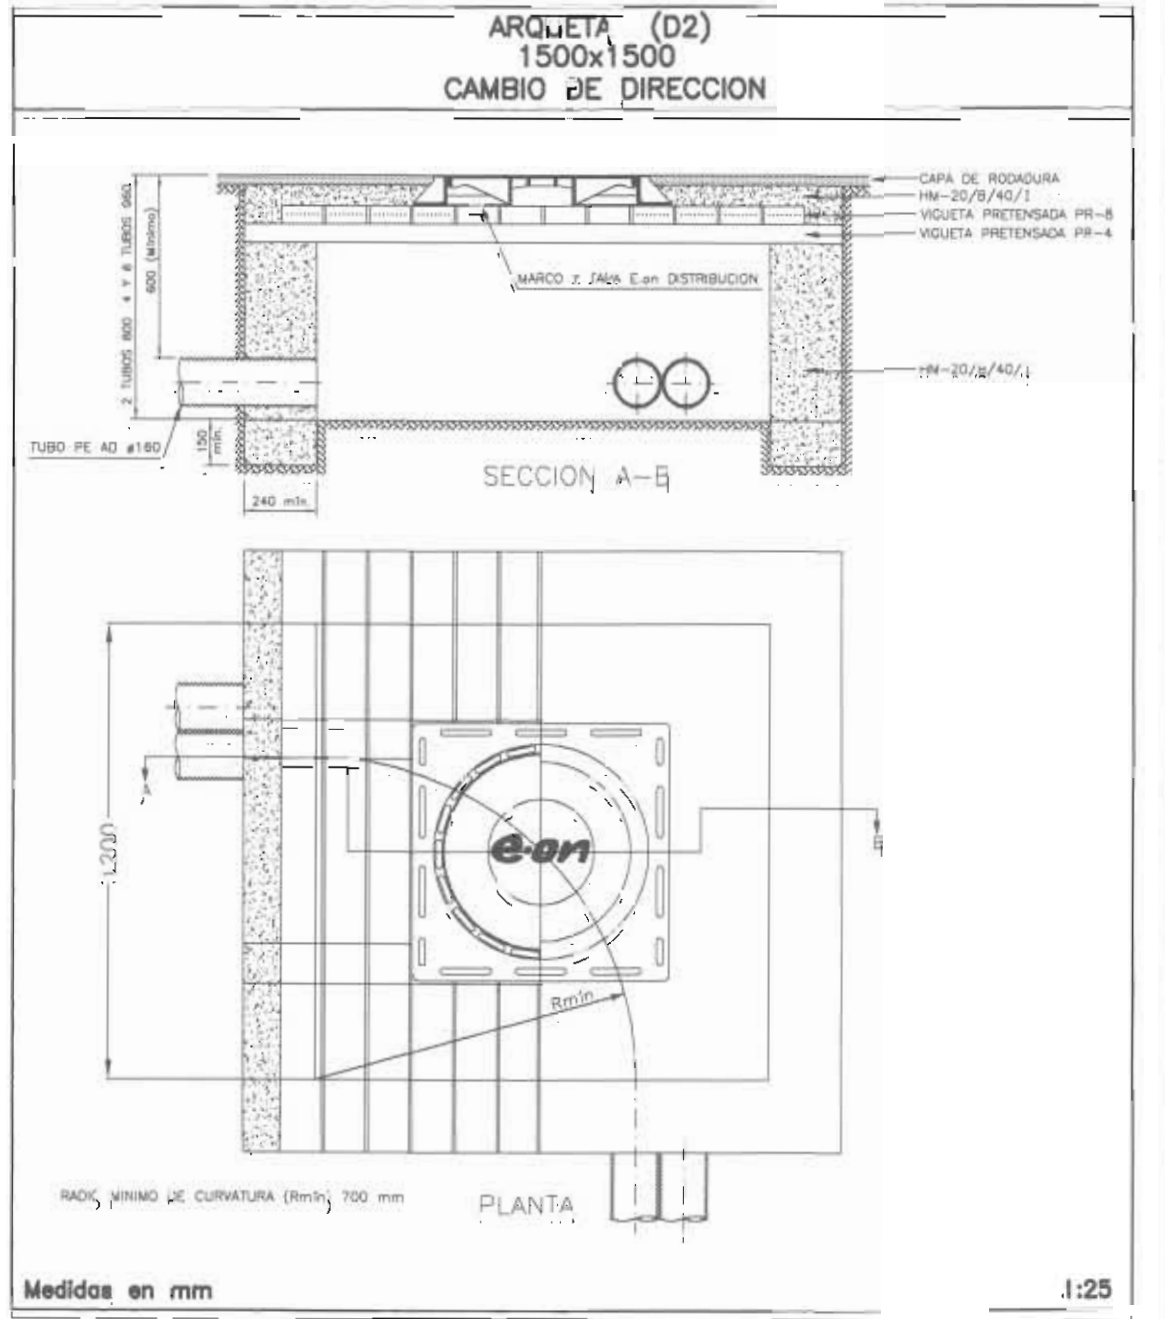 ARQUETA (D2)
1500x1500
CAMBIO DE DIRECCION
CAPA DE RODADURA
HM-20/B/40/I
VIGUETA PRETENSADA PR-8
VIGUETA PRETENSADA PR-4
2 TUBOS 800 4 Y 6 TUBOS 960
600 (Mínimo)
MARCO Y TAPA E.on DISTRIBUCION
HM-20/B/40/I
TUBO PE AD ø160
150 mín.
240 mín.
SECCION A-B
A
1200
e·on
B
Rmín
RADIO MINIMO DE CURVATURA (Rmín) 700 mm
PLANTA
Medidas en mm
1:25